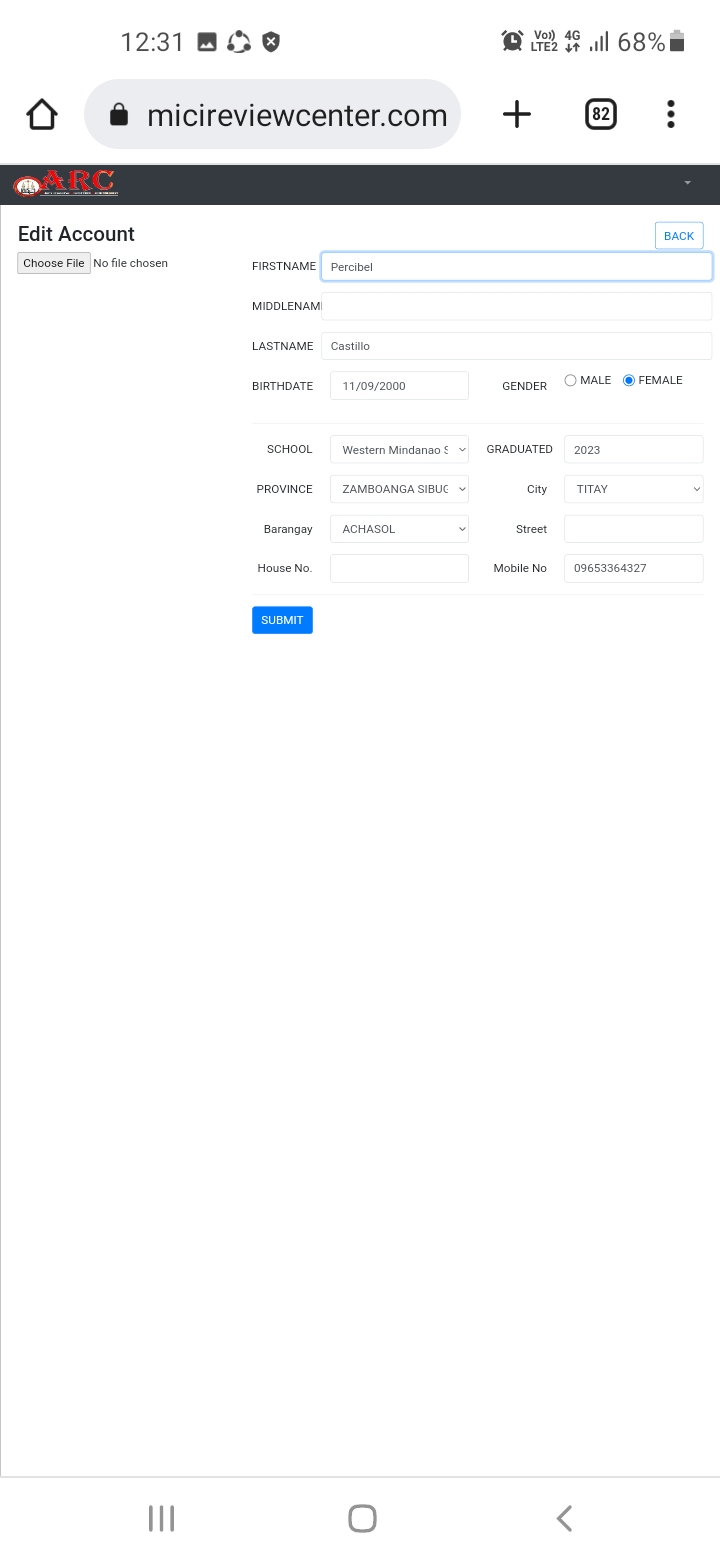 12:31 Vo) LTE2 4G 68%
micireviewcenter.com 82
ARC
Edit Account
BACK
Choose File No file chosen
FIRSTNAME Percibel
MIDDLENAM
LASTNAME Castillo
BIRTHDATE 11/09/2000 GENDER MALE FEMALE
SCHOOL Western Mindanao S GRADUATED 2023
PROVINCE ZAMBOANGA SIBUG City TITAY
Barangay ACHASOL Street
House No. Mobile No 09653364327
SUBMIT